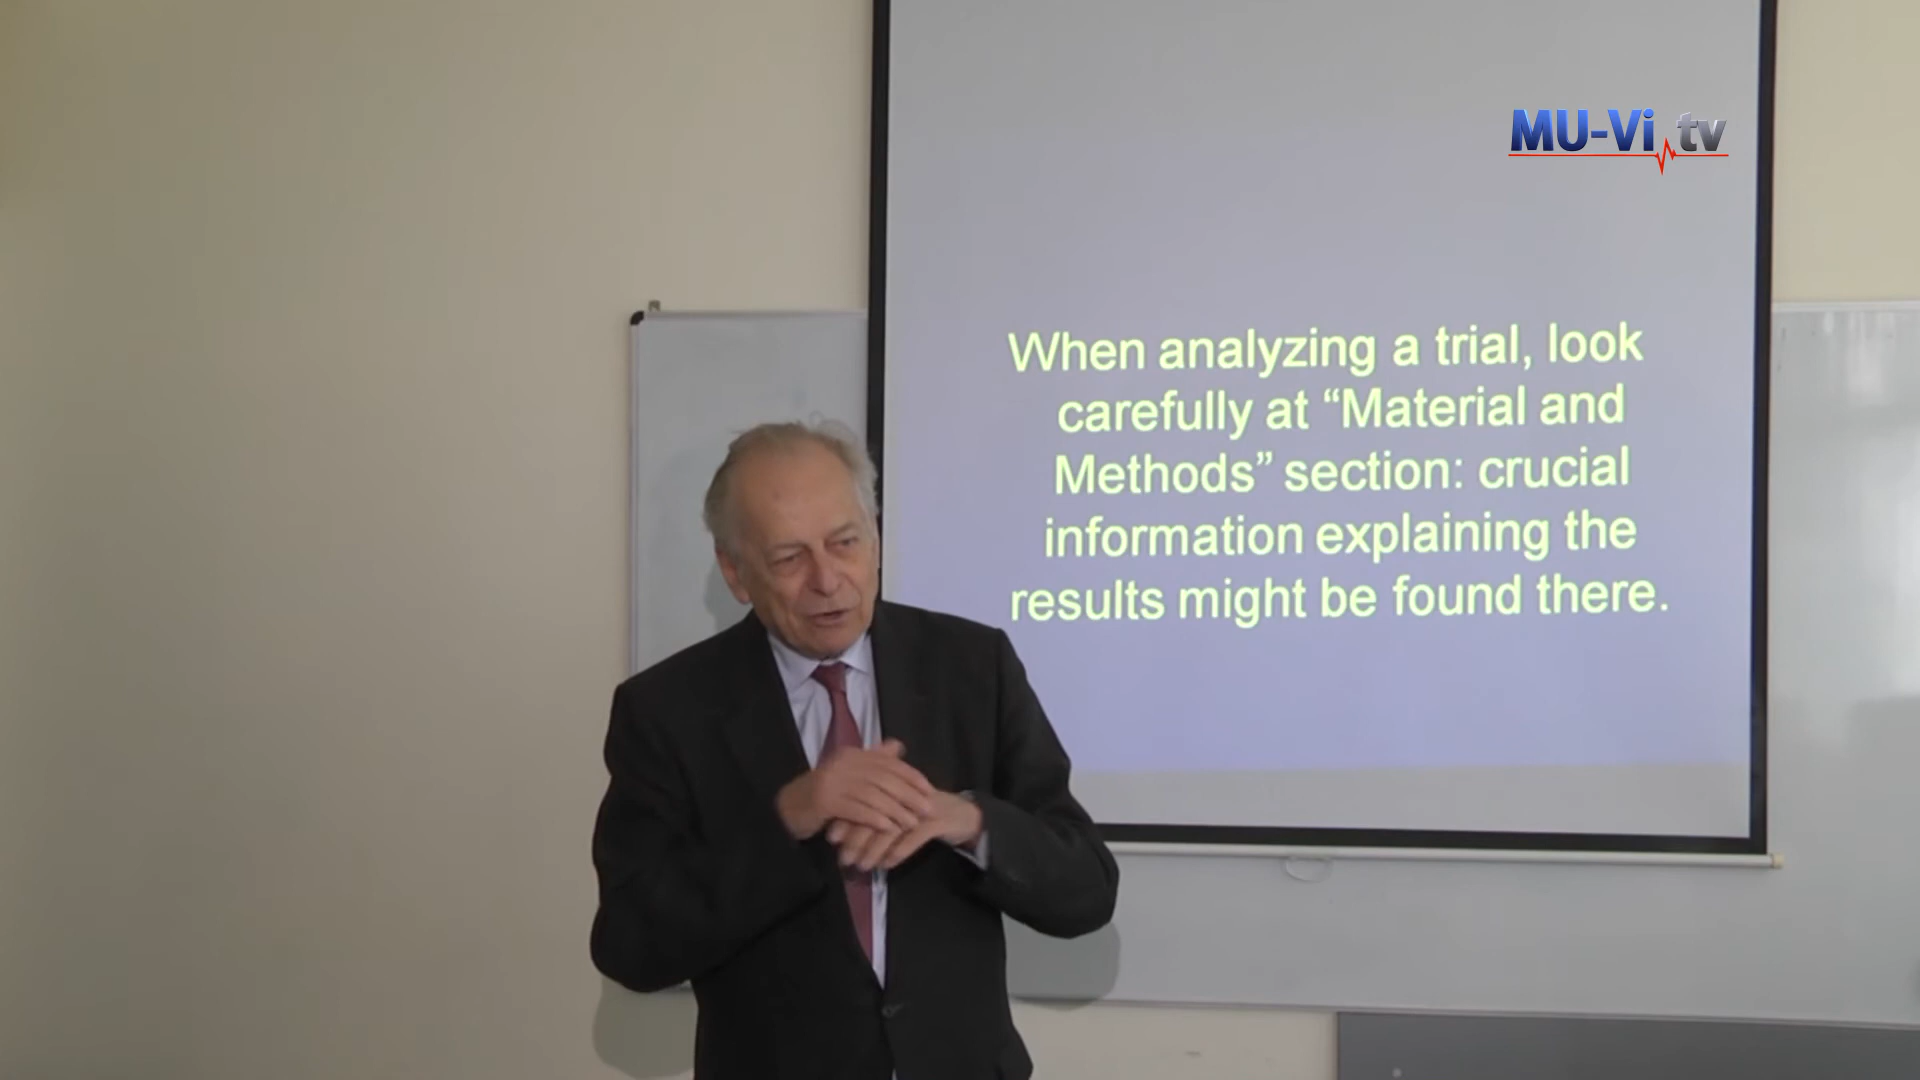 MU-Vi tv
When analyzing a trial, look
carefully at “Material and
Methods” section: crucial
information explaining the
results might be found there.